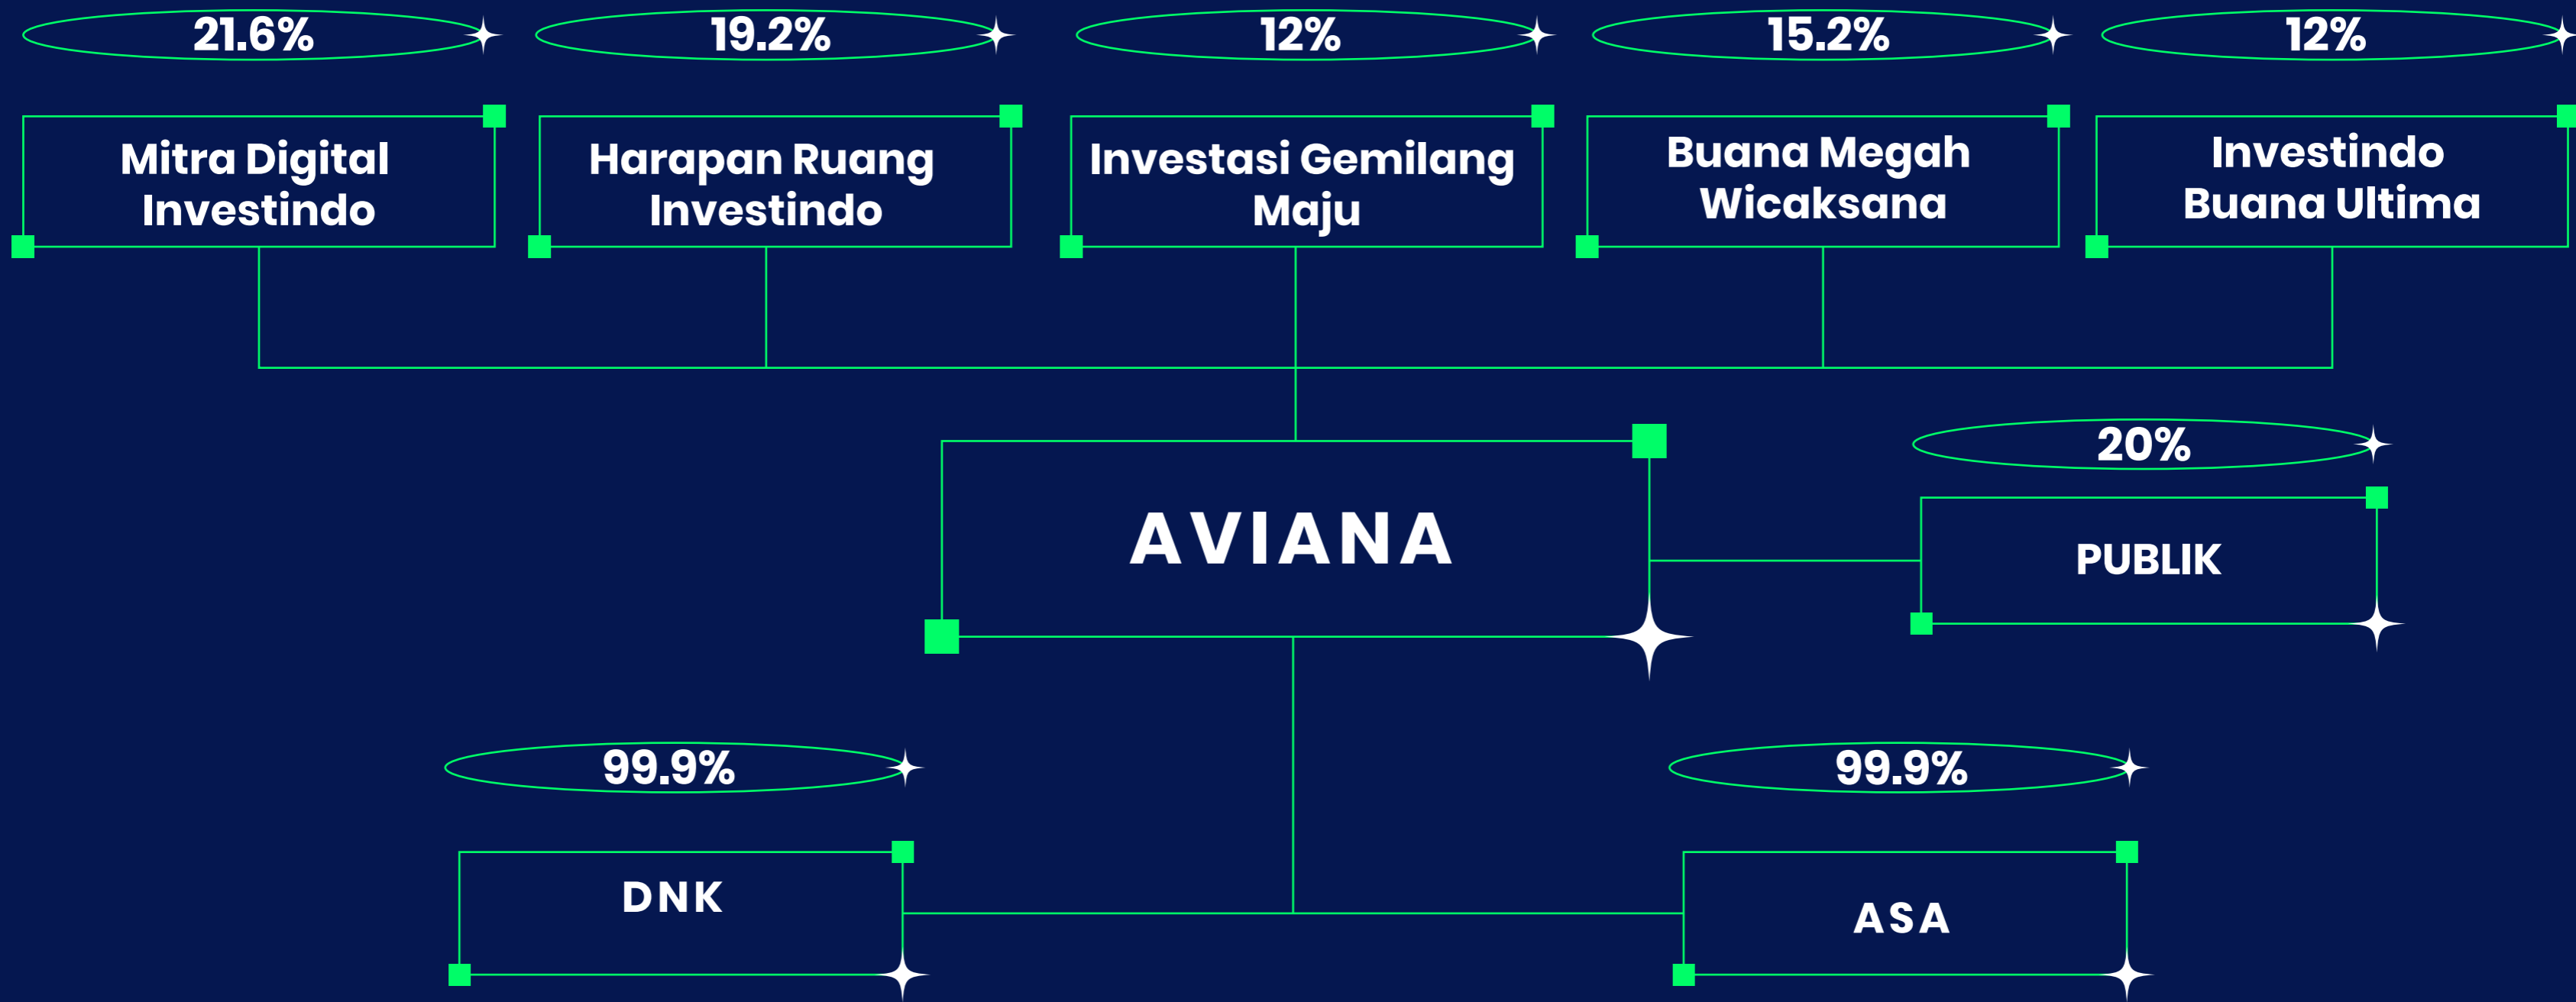 21.6%
19.2%
12%
15.2%
12%
Mitra Digital
Investindo
Harapan Ruang
Investindo
Investasi Gemilang
Maju
Buana Megah
Wicaksana
Investindo
Buana Ultima
AVIANA
20%
PUBLIK
99.9%
99.9%
DNK
ASA